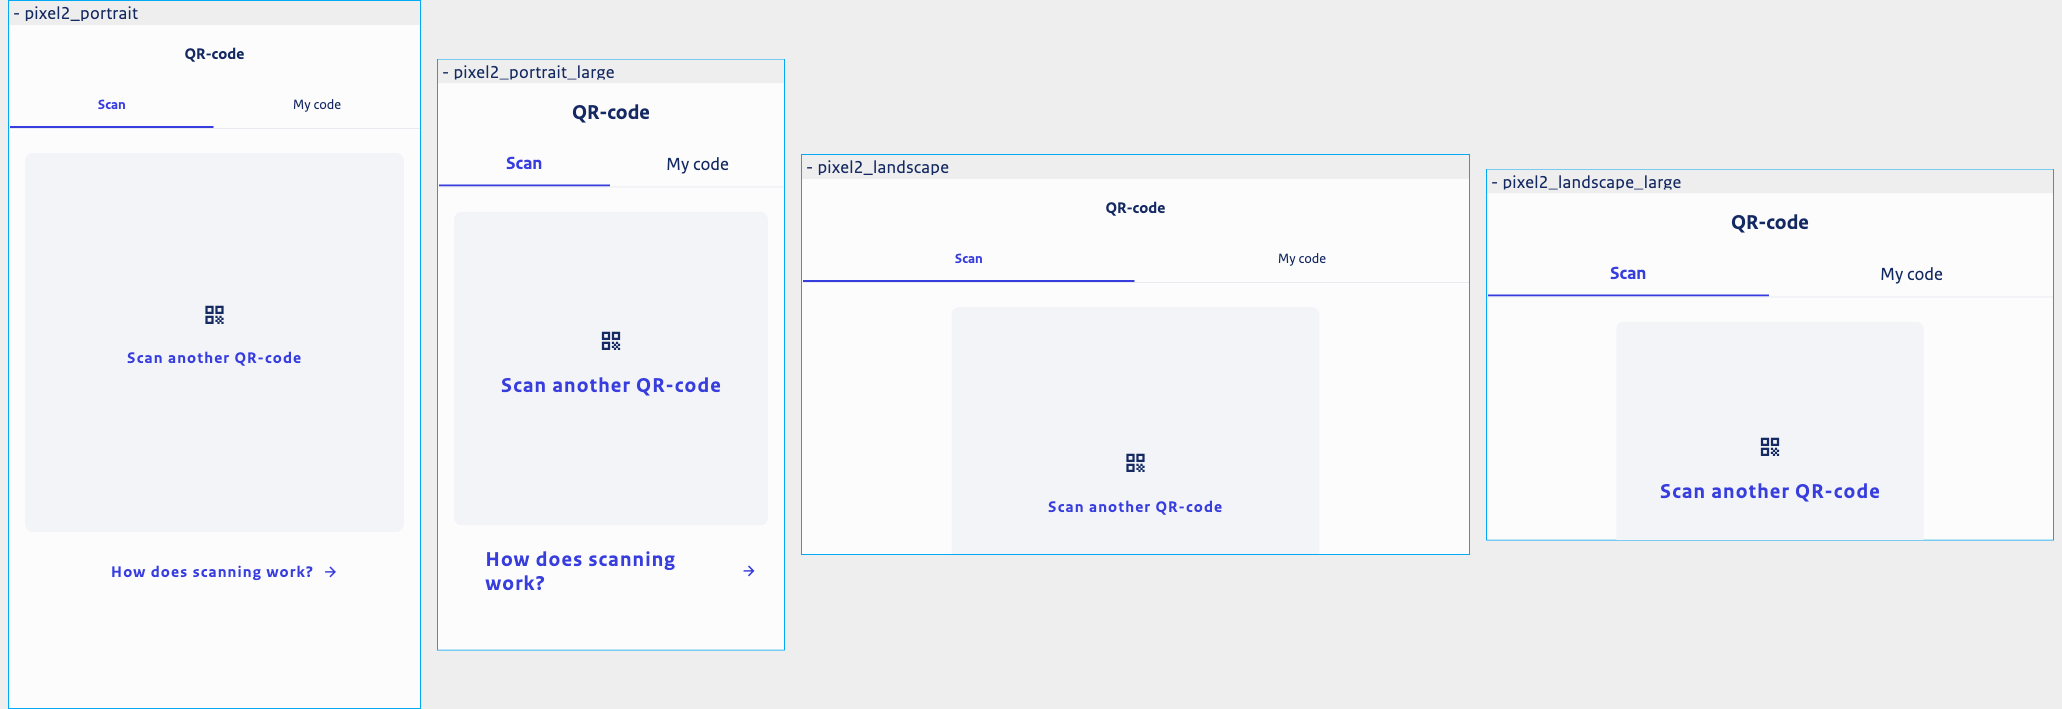 - pixel2_portrait
QR-code
Scan
My code
Scan another QR-code
How does scanning work? →
- pixel2_portrait_large
QR-code
Scan
My code
Scan another QR-code
How does scanning
work? →
- pixel2_landscape
QR-code
Scan
My code
Scan another QR-code
- pixel2_landscape_large
QR-code
Scan
My code
Scan another QR-code